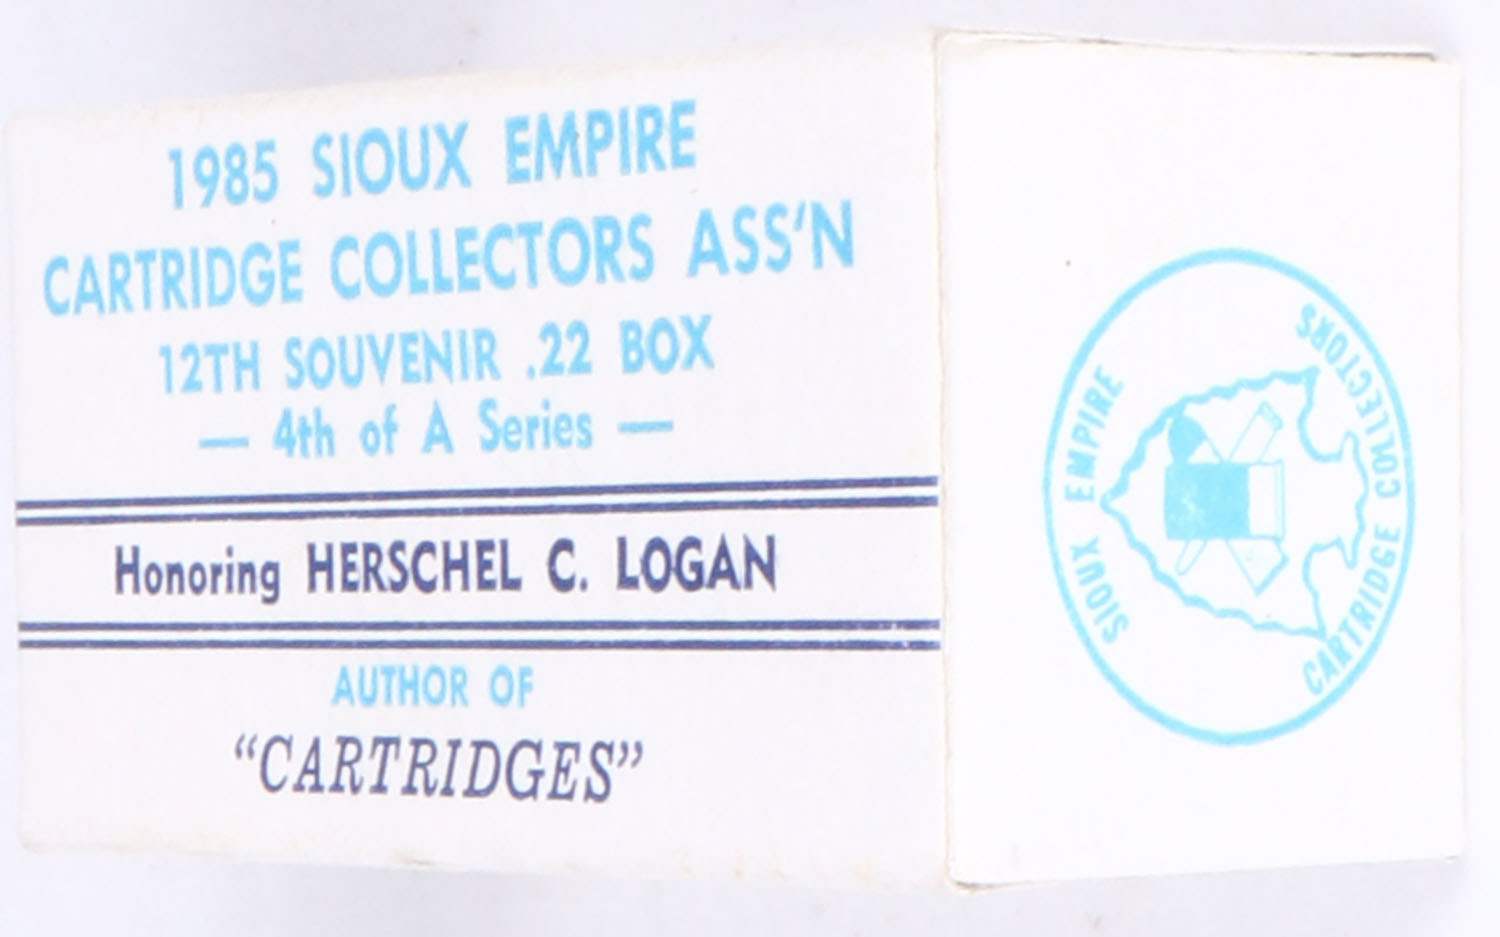 1985 SIOUX EMPIRE
CARTRIDGE COLLECTORS ASS'N
12TH SOUVENIR .22 BOX
— 4th of A Series —
Honoring HERSCHEL C. LOGAN
AUTHOR OF
“CARTRIDGES”
SIOUX EMPIRE
CARTRIDGE COLLECTORS